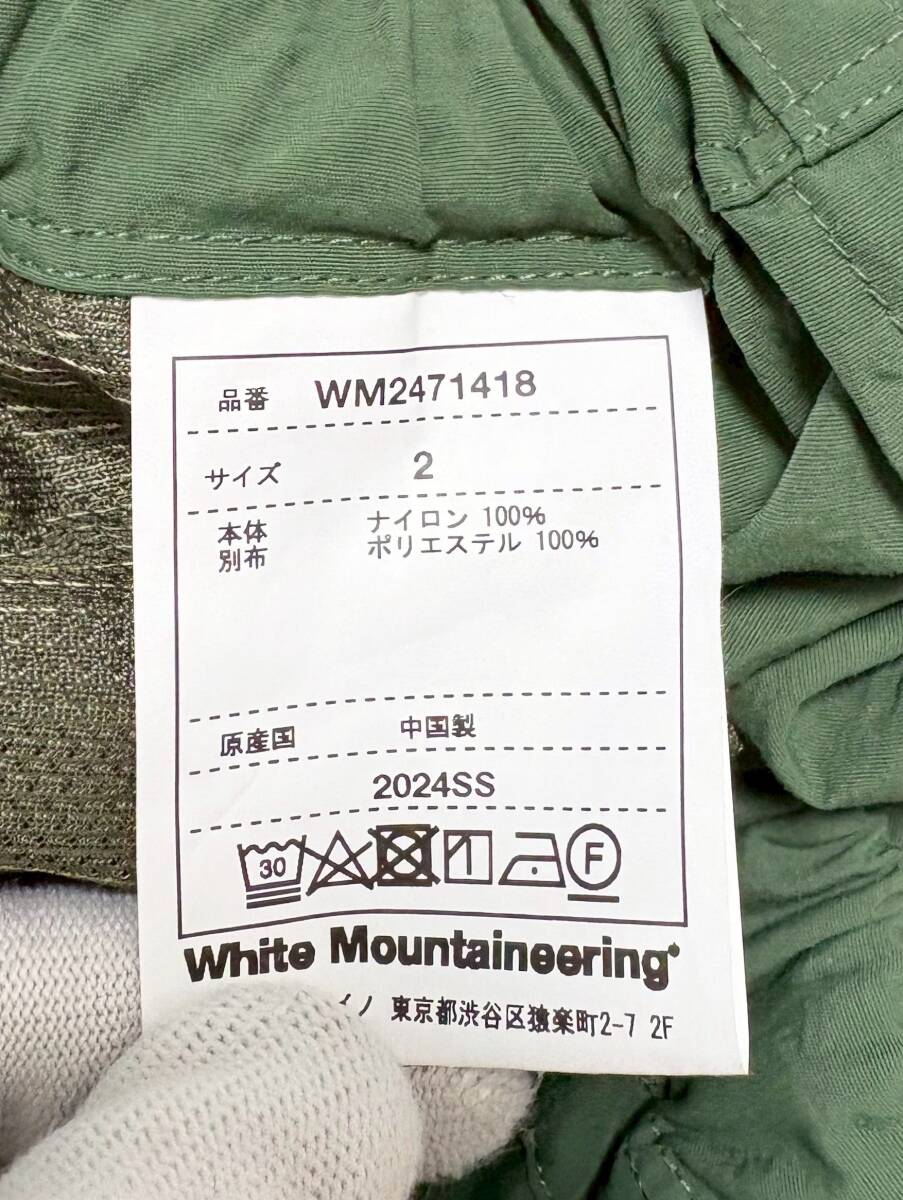 品番 WM2471418
サイズ 2
本体 ナイロン 100%
別布 ポリエステル 100%
原産国 中国製
2024SS
30 F
White Mountaineering
イノ 東京都渋谷区猿楽町2-7 2F